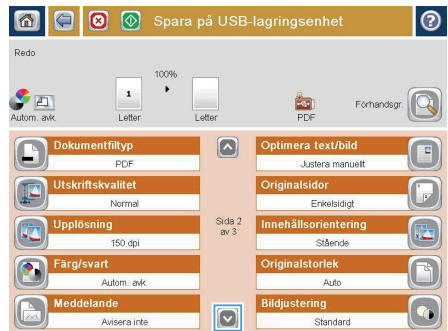 Spara på USB-lagringsenhet
Redo
100%
1
Autom. avk.
Letter
Letter
PDF
Förhandsgr.
Dokumentfiltyp
PDF
Utskriftskvalitet
Normal
Upplösning
150 dpi
Färg/svart
Autom. avk.
Meddelande
Avisera inte
Sida 2
av 3
Optimera text/bild
Justera manuellt
Originalsidor
Enkelsidigt
Innehållsorientering
Stående
Originalstorlek
Auto
Bildjustering
Standard